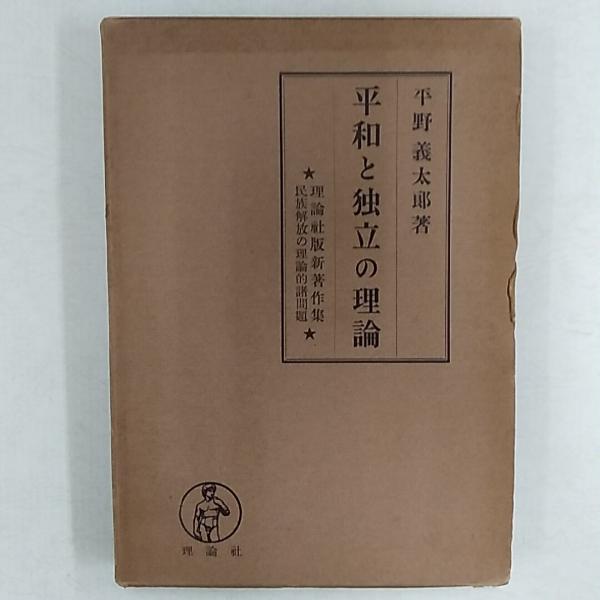 平野義太郎著
平和と独立の理論
★理論社版新著作集
民族解放の理論的諸問題★
理論社